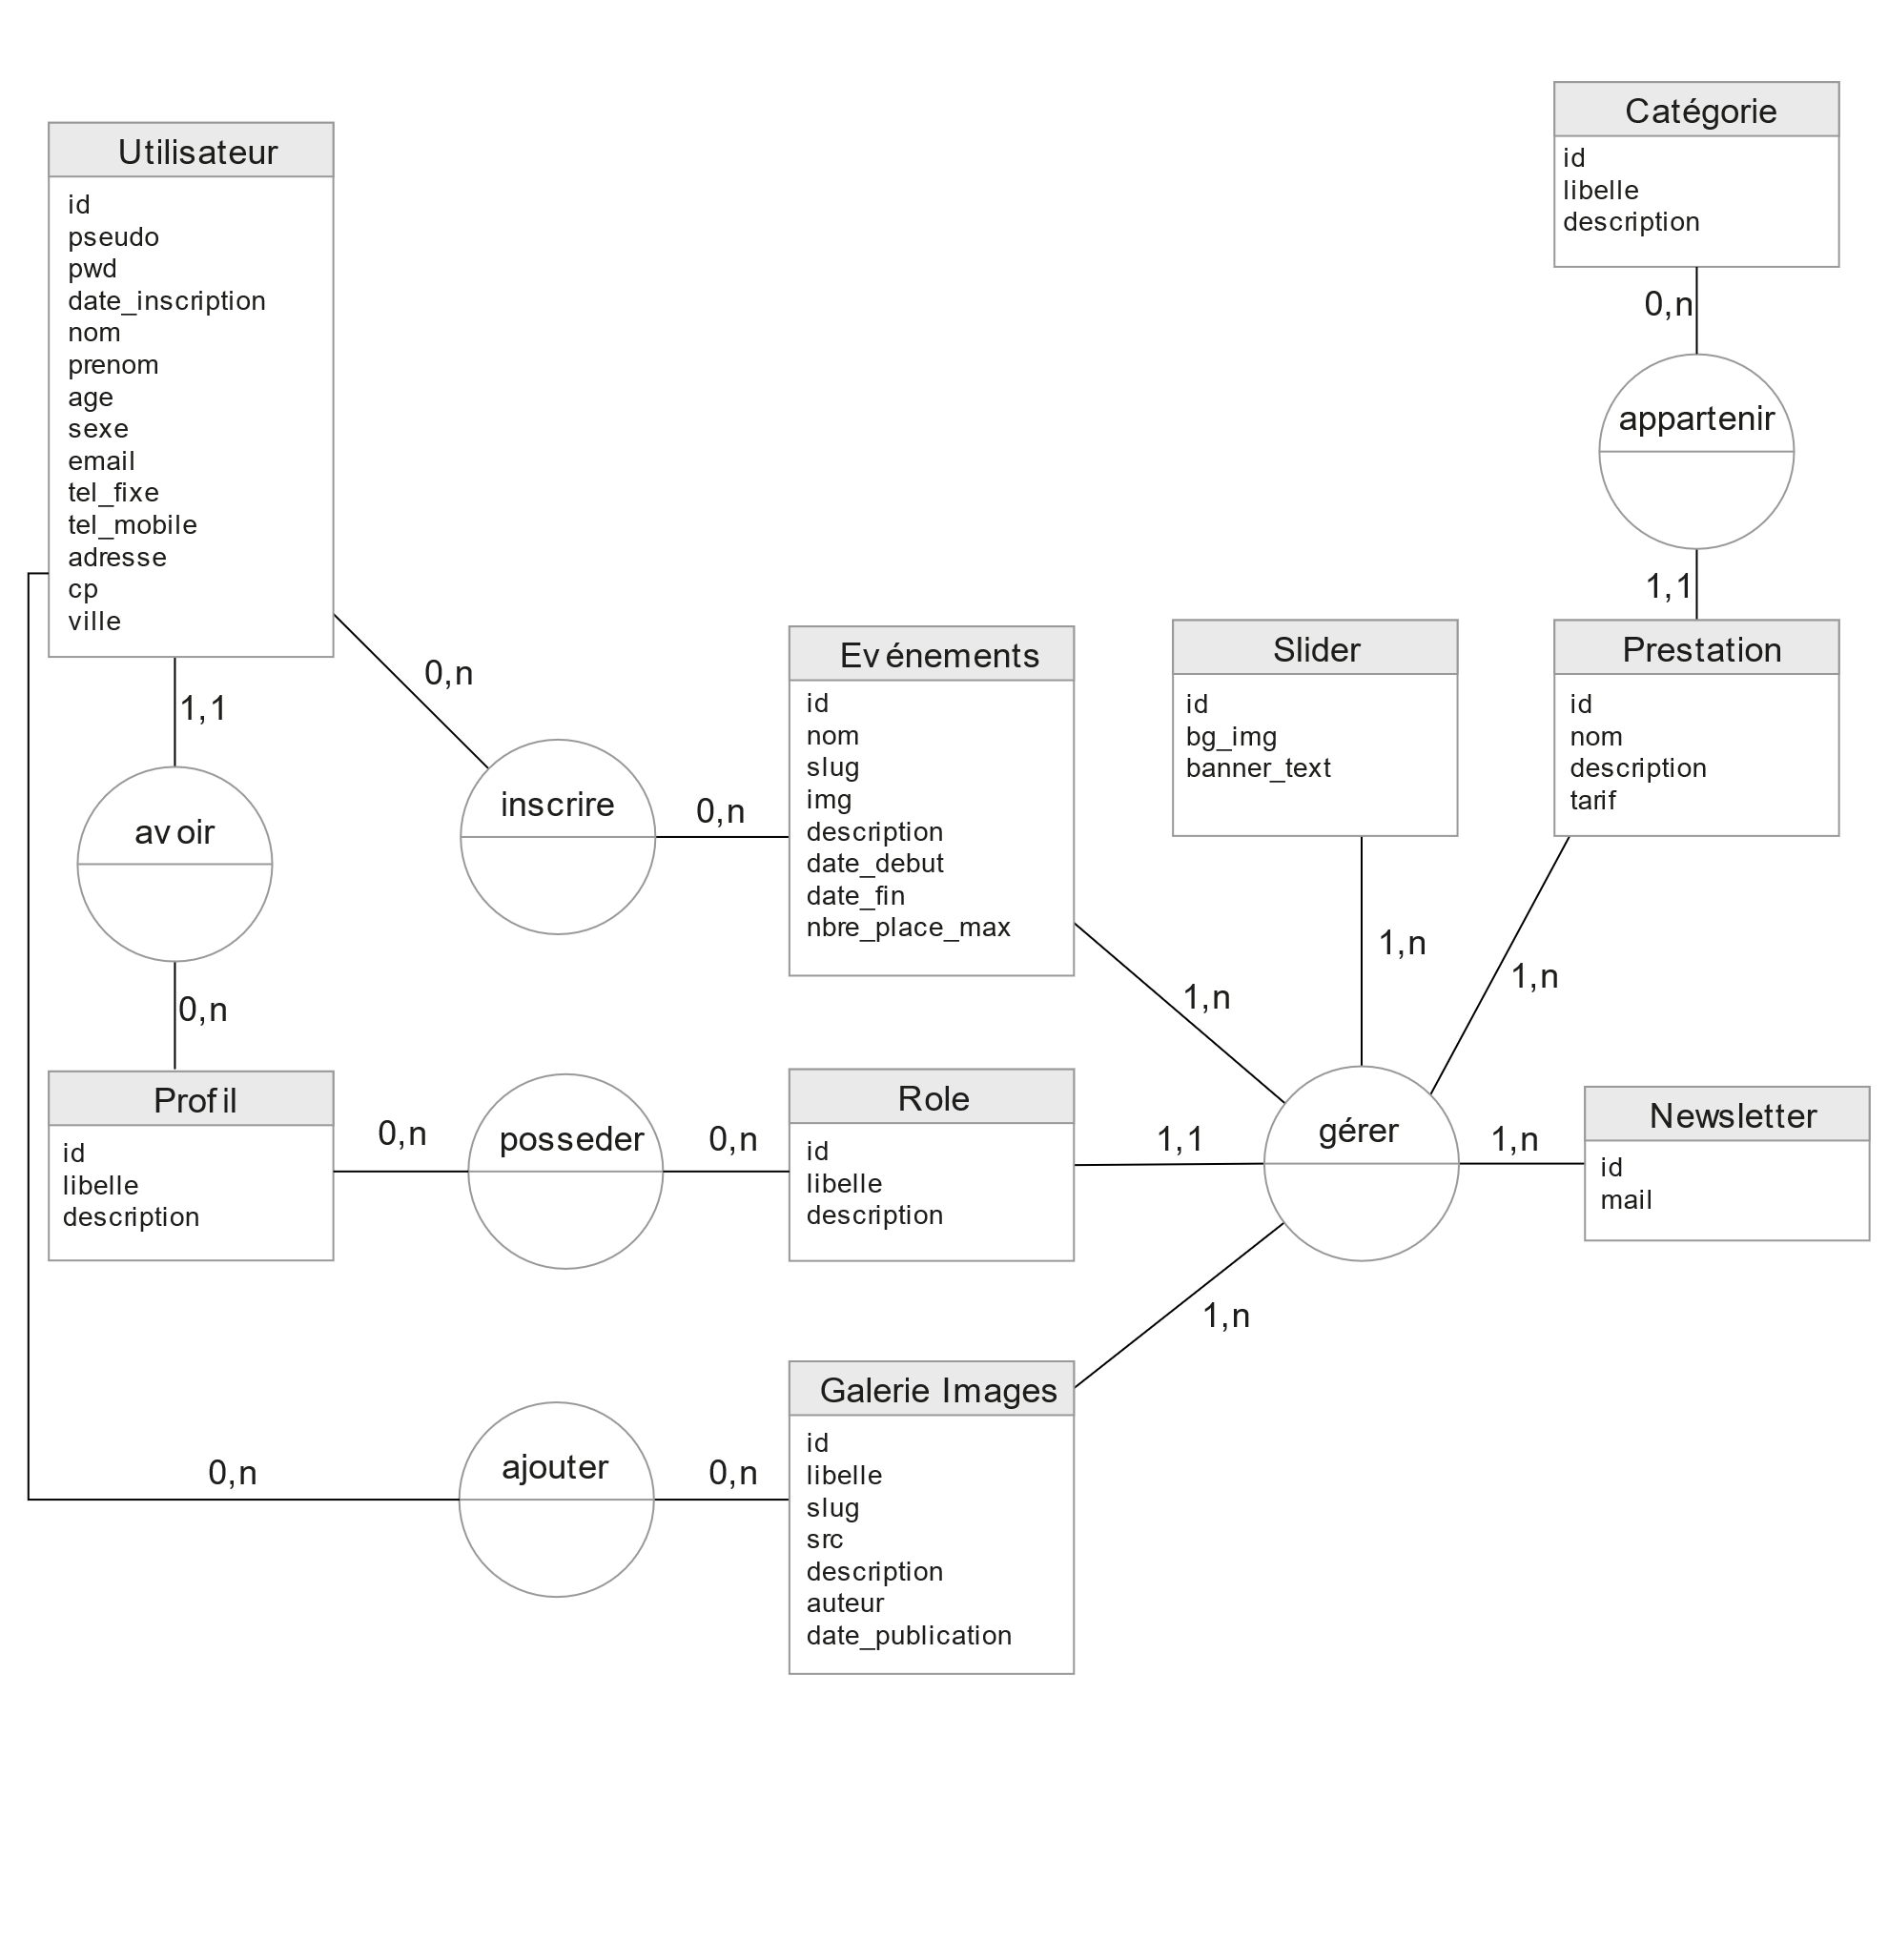 Utilisateur
id
pseudo
pwd
date_inscription
nom
prenom
age
sexe
email
tel_fixe
tel_mobile
adresse
cp
ville
Catégorie
id
libelle
description
0,n
appartenir
1,1
1,1
avoir
0,n
0,n
inscrire
0,n
Evénements
id
nom
slug
img
description
date_debut
date_fin
nbre_place_max
Slider
id
bg_img
banner_text
Prestation
id
nom
description
tarif
1,n
1,n
1,n
Profil
id
libelle
description
0,n
posseder
0,n
Role
id
libelle
description
1,1
gérer
1,n
Newsletter
id
mail
1,n
0,n
ajouter
0,n
Galerie Images
id
libelle
slug
src
description
auteur
date_publication